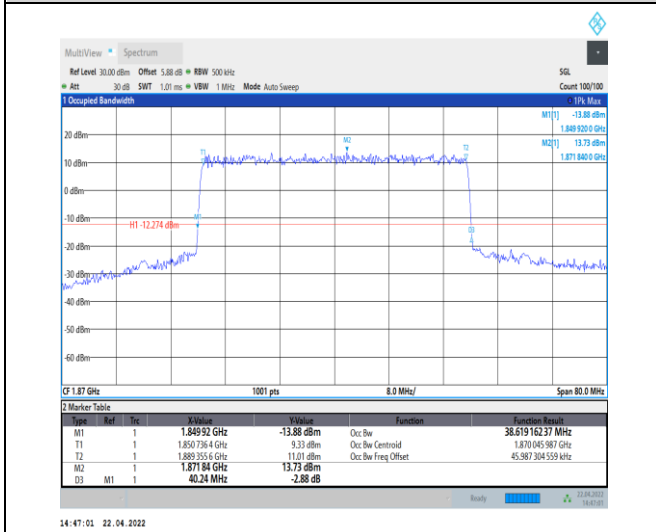 MultiView Spectrum
Ref Level 30.00 dBm Offset 5.88 dB RBW 500 kHz SGL
Att 30 dB SWT 1.01 ms VBW 1 MHz Mode Auto Sweep Count 100/100
1 Occupied Bandwidth 1Pk Max
M1[1] -13.88 dBm
1.849 920 0 GHz
M2[1] 13.73 dBm
1.871 840 0 GHz
20 dBm
M2
T1
T2
10 dBm
0 dBm
-10 dBm
M1
H1 -12.274 dBm
D3
-20 dBm
-30 dBm
-40 dBm
-50 dBm
-60 dBm
CF 1.87 GHz 1001 pts 8.0 MHz/ Span 80.0 MHz
2 Marker Table
Type Ref Trc X-Value Y-Value Function Function Result
M1 1 1.849 92 GHz -13.88 dBm Occ Bw 38.619 162 37 MHz
T1 1 1.850 736 4 GHz 9.33 dBm Occ Bw Centroid 1.870 045 987 GHz
T2 1 1.889 355 6 GHz 11.01 dBm Occ Bw Freq Offset 45.987 304 559 kHz
M2 1 1.871 84 GHz 13.73 dBm
D3 M1 1 40.24 MHz -2.88 dB
Ready 22.04.2022
14:47:01
14:47:01 22.04.2022